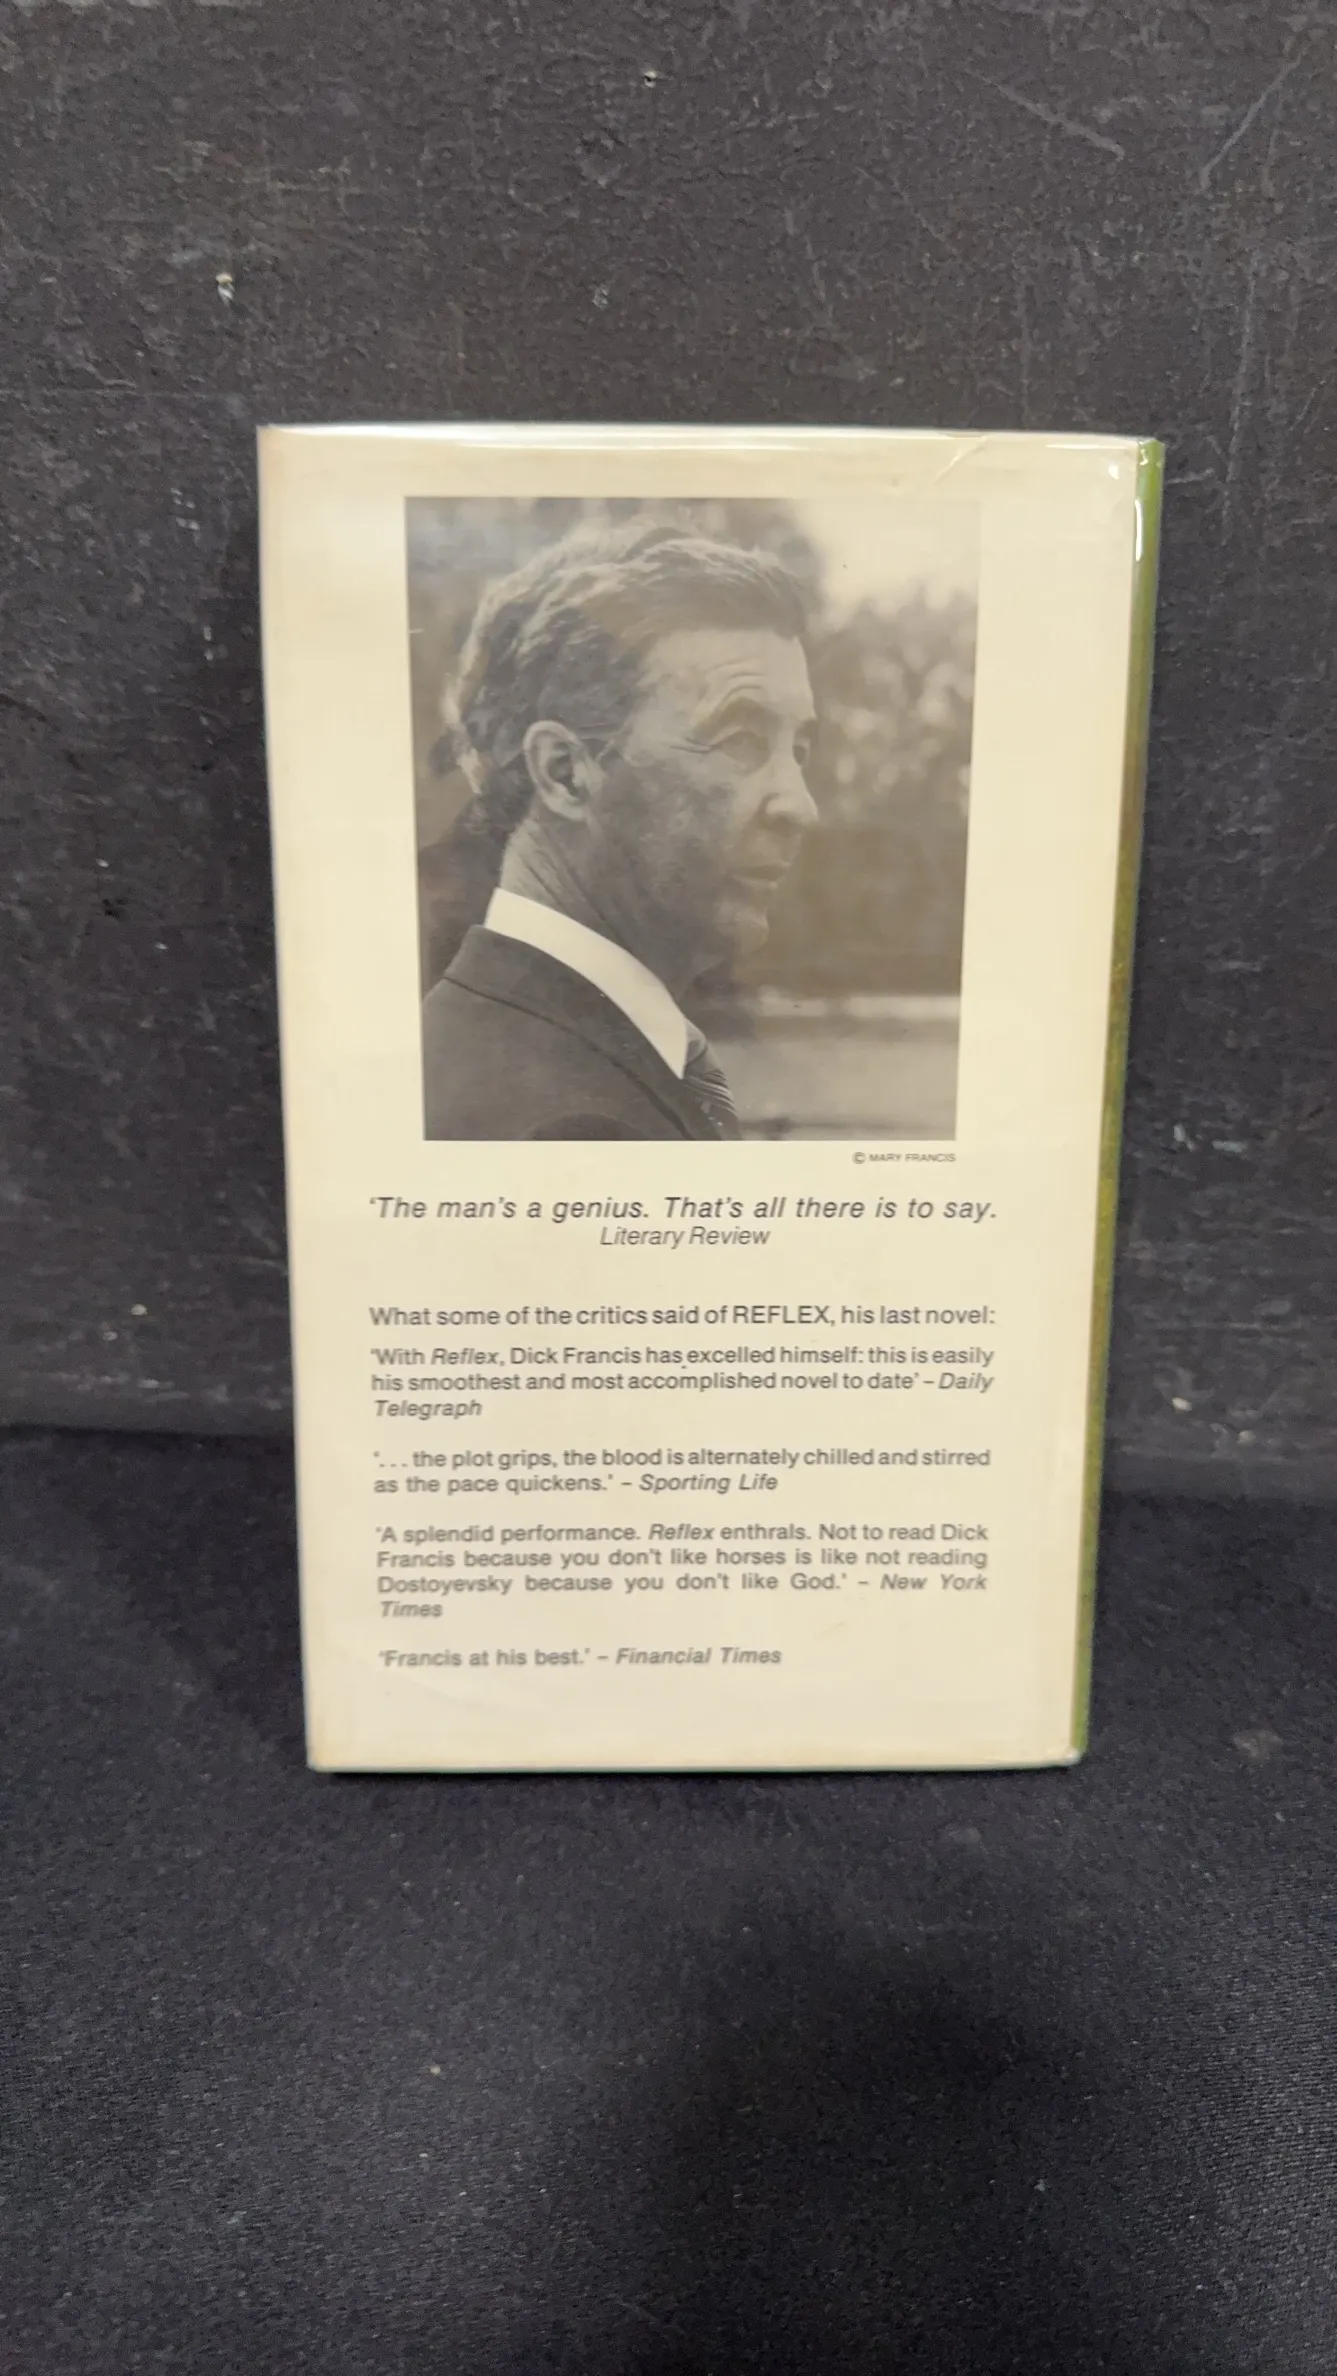 © MARY FRANCIS
‘The man's a genius. That's all there is to say.
Literary Review
What some of the critics said of REFLEX, his last novel:
‘With Reflex, Dick Francis has excelled himself: this is easily
his smoothest and most accomplished novel to date’ – Daily
Telegraph
‘. . . the plot grips, the blood is alternately chilled and stirred
as the pace quickens.’ – Sporting Life
‘A splendid performance. Reflex enthrals. Not to read Dick
Francis because you don't like horses is like not reading
Dostoyevsky because you don't like God.’ – New York
Times
‘Francis at his best.’ – Financial Times